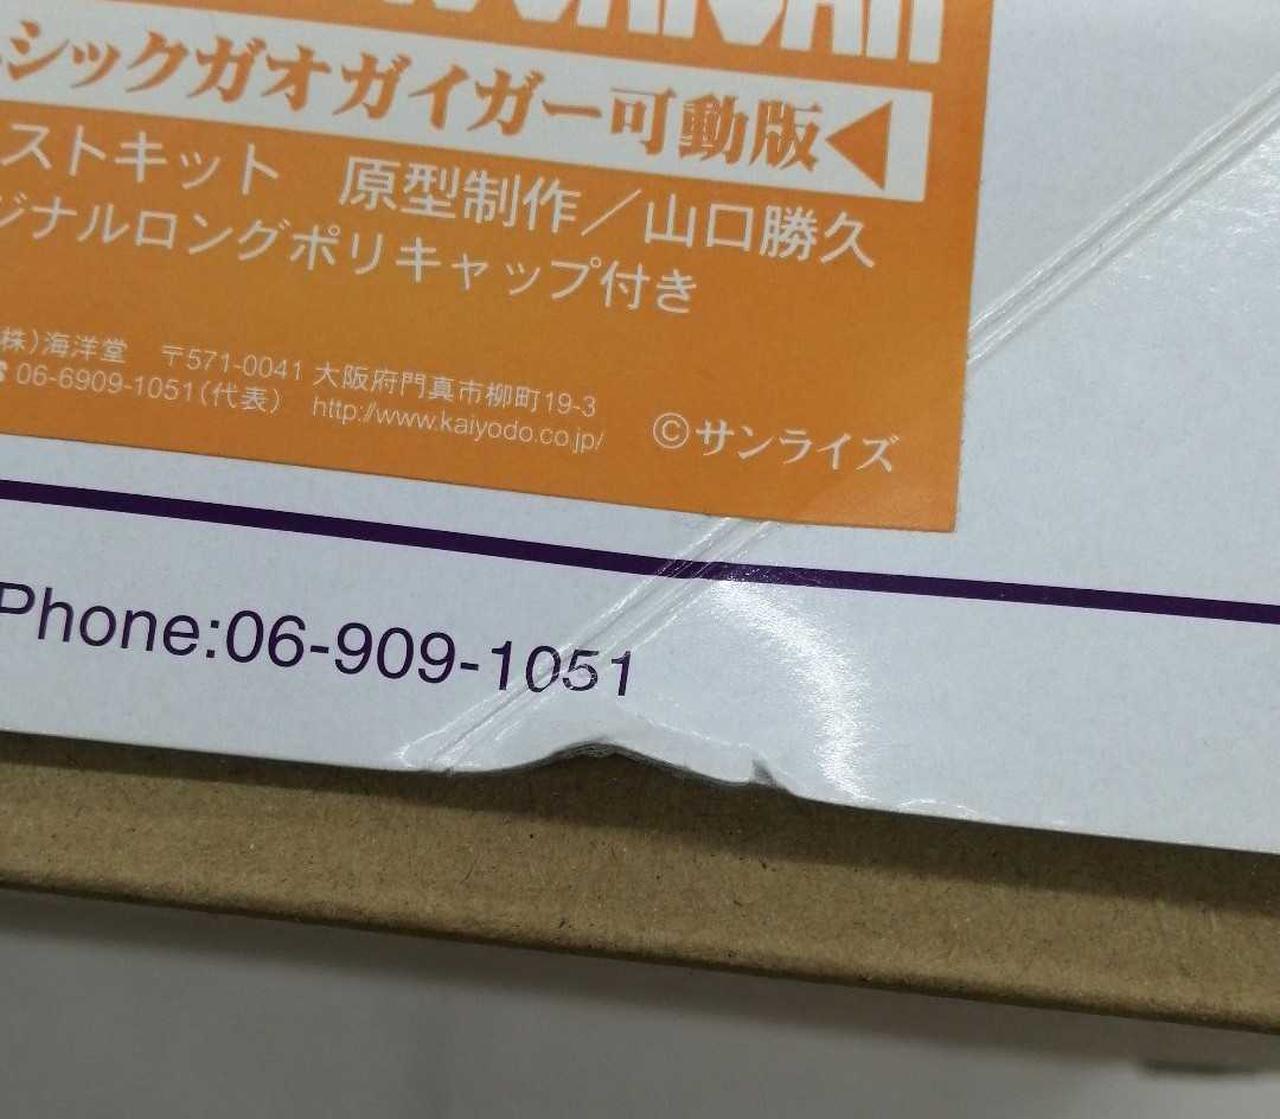 シックガオガイガー可動版◀
ストキット 原型制作／山口勝久
ジナルロングポリキャップ付き
株)海洋堂 〒571-0041 大阪府門真市柳町19-3
☎06-6909-1051(代表) http://www.kaiyodo.co.jp/
©サンライズ
Phone:06-909-1051